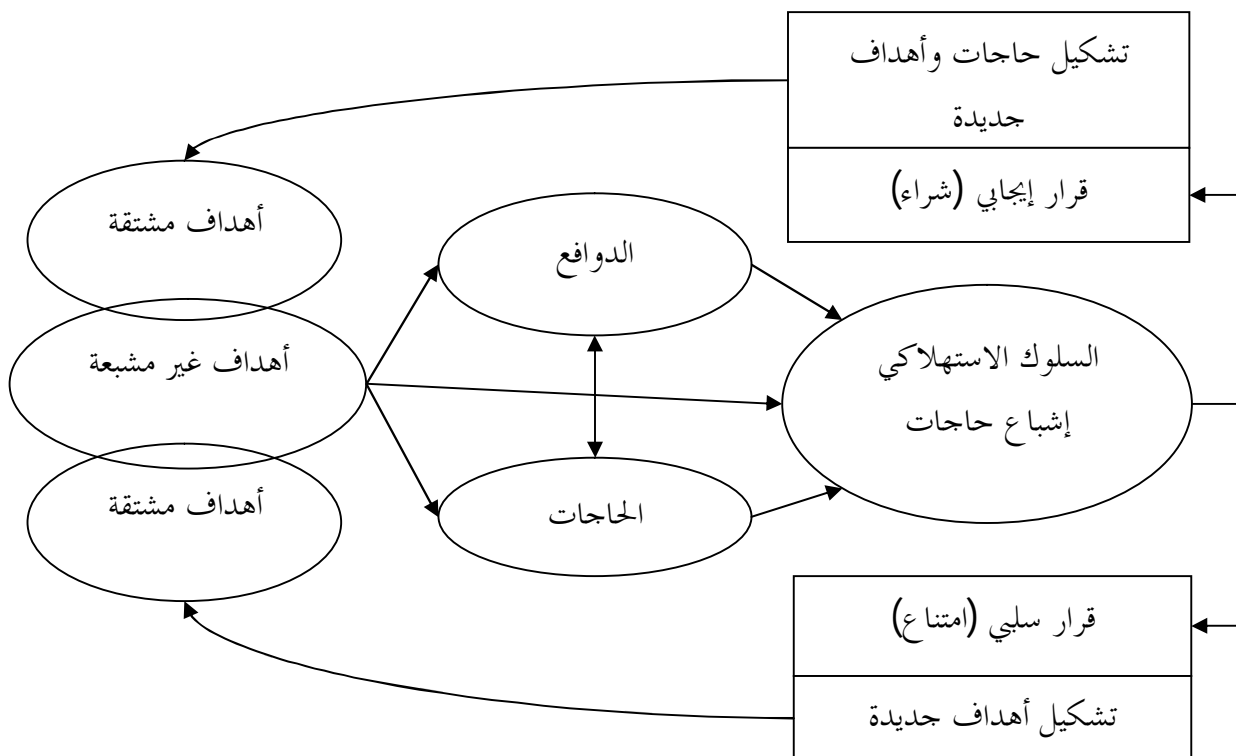 تشكيل حاجات وأهداف
جديدة
قرار إيجابي (شراء)
أهداف مشتقة
الدوافع
أهداف غير مشبعة
السلوك الاستهلاكي
إشباع حاجات
أهداف مشتقة
الحاجات
قرار سلبي (امتناع)
تشكيل أهداف جديدة